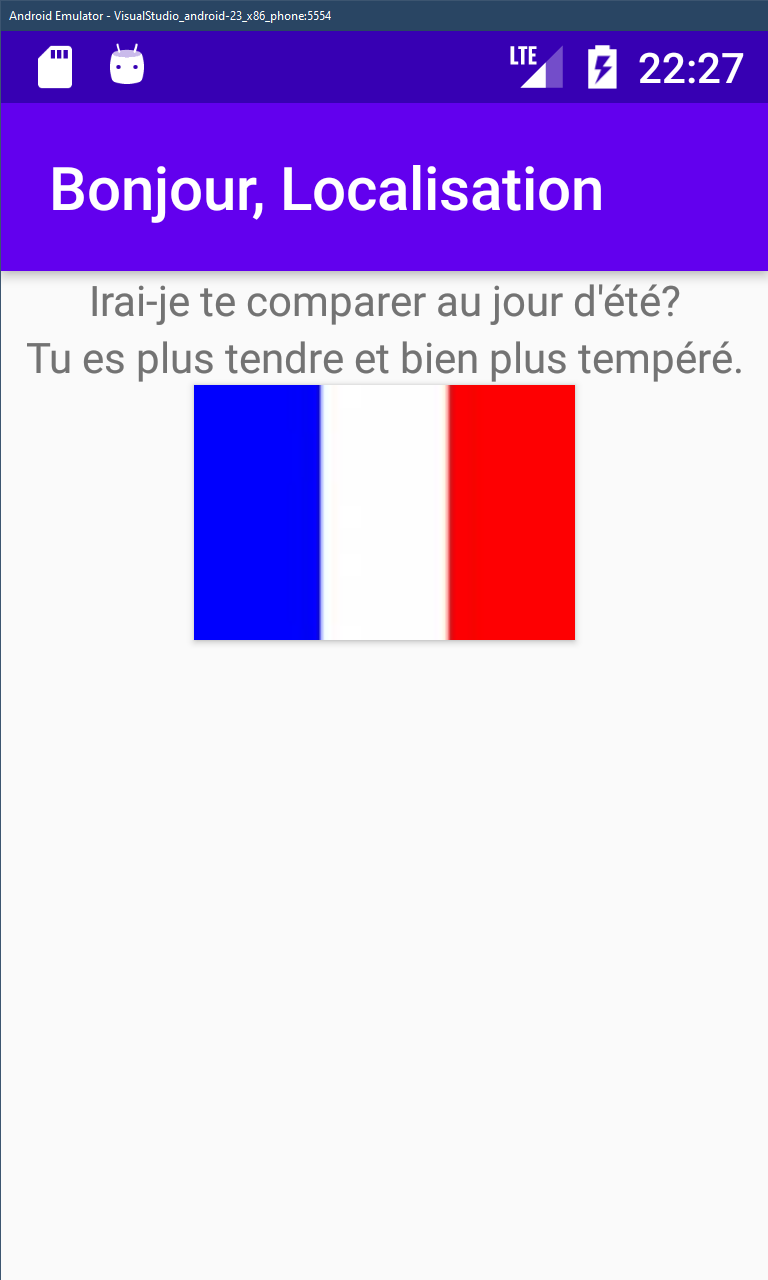 Android Emulator - VisualStudio_android-23_x86_phone:5554
LTE 22:27
Bonjour, Localisation
Irai-je te comparer au jour d'été?
Tu es plus tendre et bien plus tempéré.